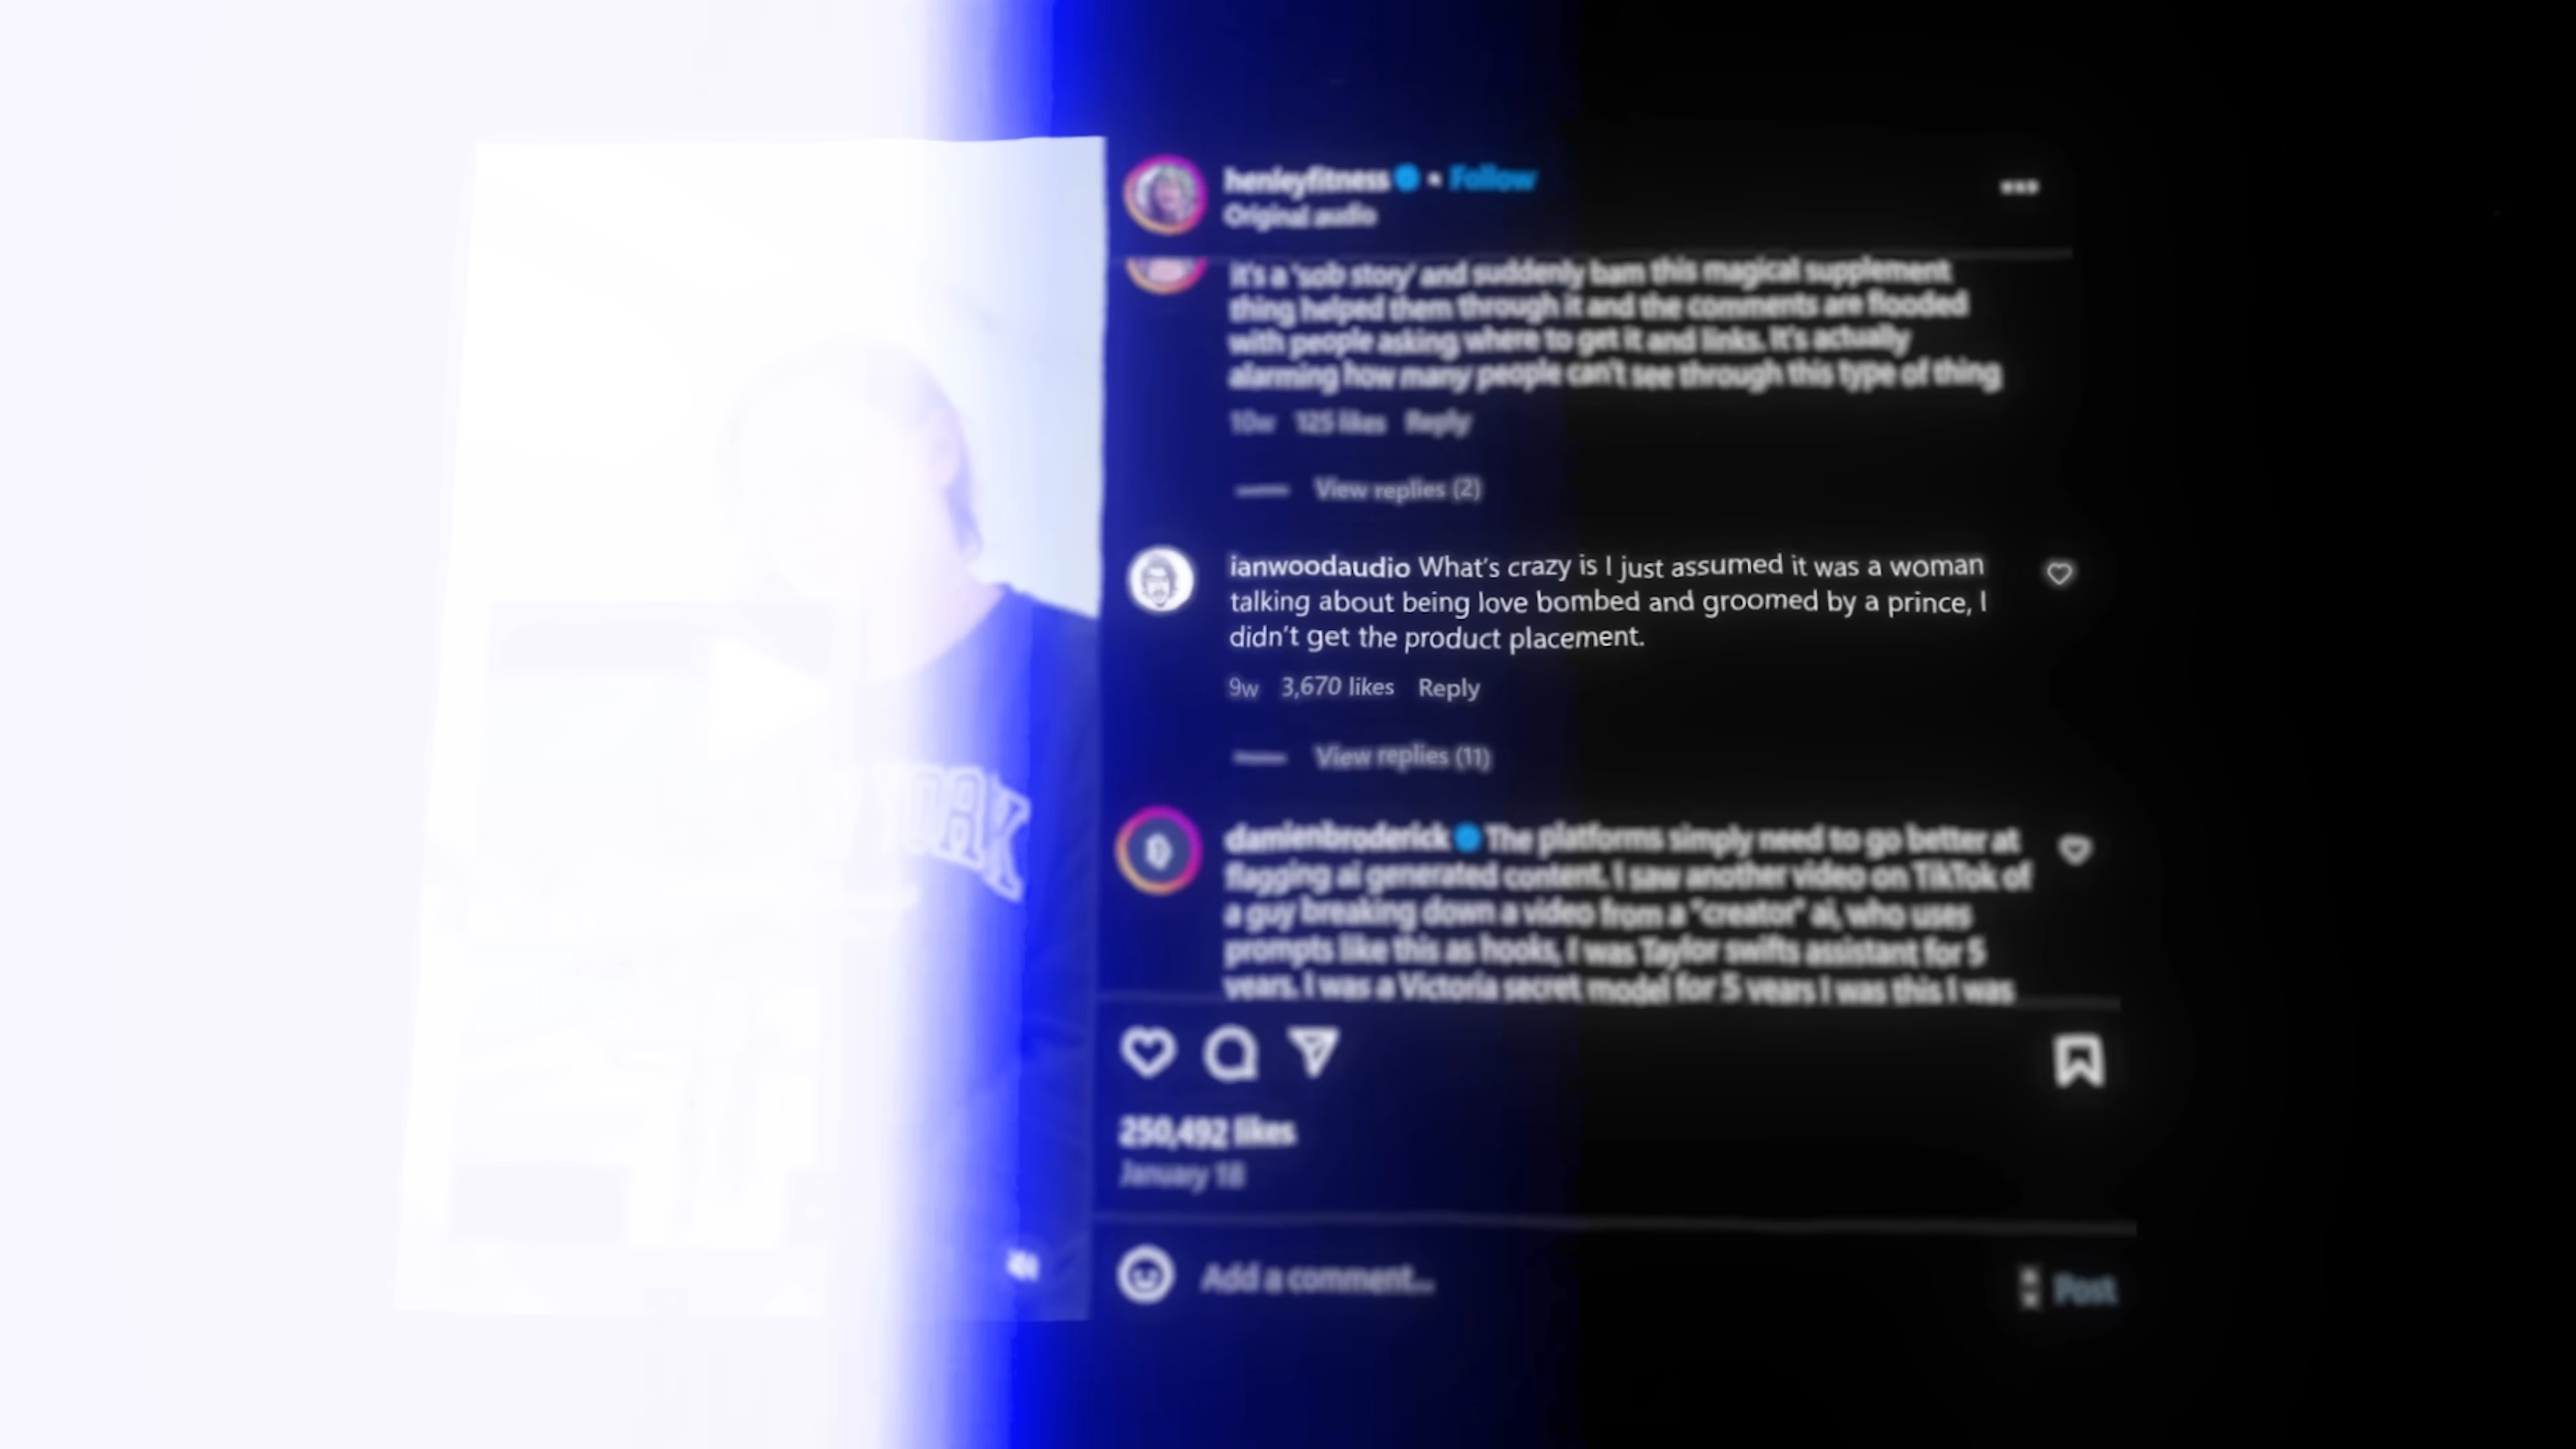 henleyfitness • Follow
Original audio
it's a 'sob story' and suddenly bam this magical supplement
thing helped them through it and the comments are flooded
with people asking where to get it and links. It's actually
alarming how many people can't see through this type of thing
10w 125 likes Reply
View replies (2)
ianwoodaudio What's crazy is I just assumed it was a woman
talking about being love bombed and groomed by a prince, I
didn't get the product placement.
9w 3,670 likes Reply
View replies (11)
damienbroderick The platforms simply need to go better at
flagging ai generated content. I saw another video on TikTok of
a guy breaking down a video from a "creator" ai, who uses
prompts like this as hooks, I was Taylor swifts assistant for 5
years. I was a Victoria secret model for 5 years I was this I was
250,492 likes
January 18
Add a comment...
Post
YORK